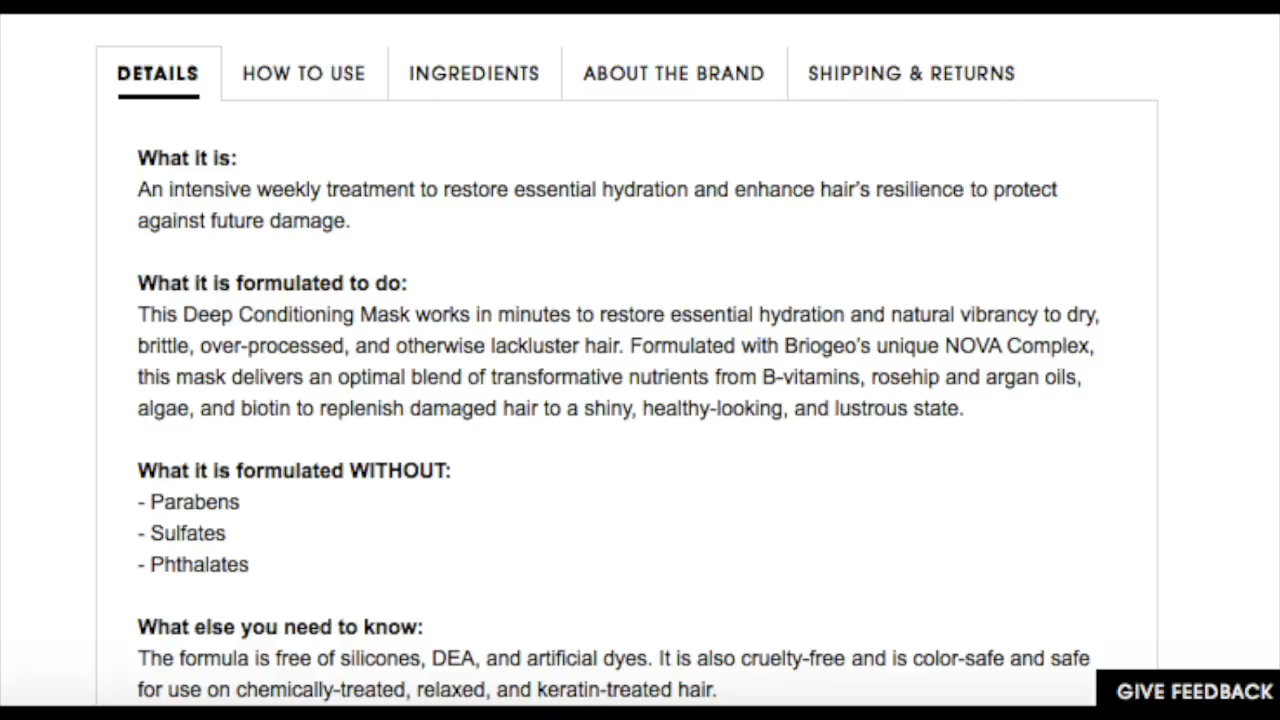 DETAILS HOW TO USE INGREDIENTS ABOUT THE BRAND SHIPPING & RETURNS
What it is:
An intensive weekly treatment to restore essential hydration and enhance hair's resilience to protect
against future damage.
What it is formulated to do:
This Deep Conditioning Mask works in minutes to restore essential hydration and natural vibrancy to dry,
brittle, over-processed, and otherwise lackluster hair. Formulated with Briogeo's unique NOVA Complex,
this mask delivers an optimal blend of transformative nutrients from B-vitamins, rosehip and argan oils,
algae, and biotin to replenish damaged hair to a shiny, healthy-looking, and lustrous state.
What it is formulated WITHOUT:
- Parabens
- Sulfates
- Phthalates
What else you need to know:
The formula is free of silicones, DEA, and artificial dyes. It is also cruelty-free and is color-safe and safe
for use on chemically-treated, relaxed, and keratin-treated hair.
GIVE FEEDBACK